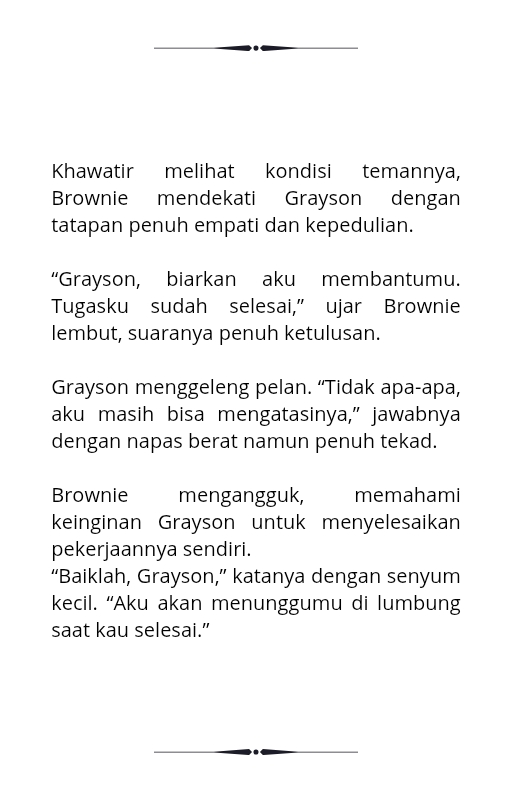 Khawatir melihat kondisi temannya,
Brownie mendekati Grayson dengan
tatapan penuh empati dan kepedulian.
“Grayson, biarkan aku membantumu.
Tugasku sudah selesai,” ujar Brownie
lembut, suaranya penuh ketulusan.
Grayson menggeleng pelan. “Tidak apa-apa,
aku masih bisa mengatasinya,” jawabnya
dengan napas berat namun penuh tekad.
Brownie mengangguk, memahami
keinginan Grayson untuk menyelesaikan
pekerjaannya sendiri.
“Baiklah, Grayson,” katanya dengan senyum
kecil. “Aku akan menunggumu di lumbung
saat kau selesai.”